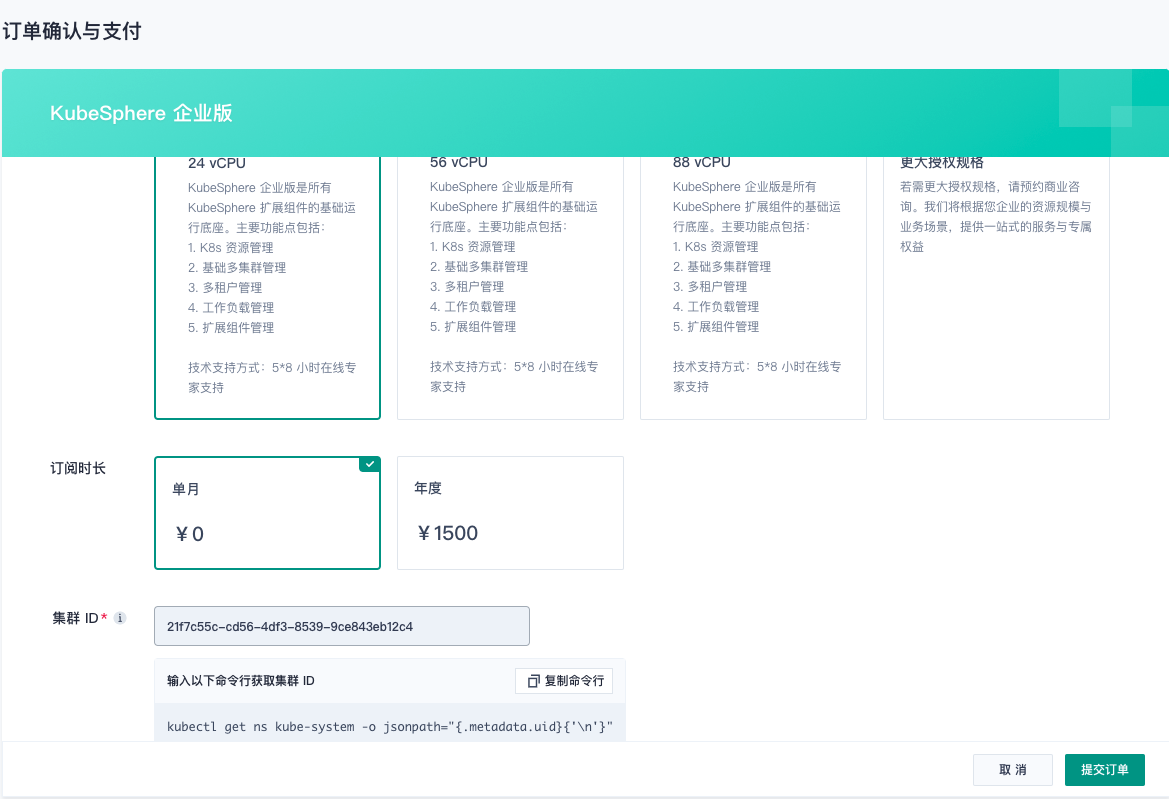 订单确认与支付
KubeSphere 企业版
24 vCPU
KubeSphere 企业版是所有
KubeSphere 扩展组件的基础运
行底座。主要功能点包括：
1. K8s 资源管理
2. 基础多集群管理
3. 多租户管理
4. 工作负载管理
5. 扩展组件管理
技术支持方式：5*8 小时在线专
家支持
56 vCPU
KubeSphere 企业版是所有
KubeSphere 扩展组件的基础运
行底座。主要功能点包括：
1. K8s 资源管理
2. 基础多集群管理
3. 多租户管理
4. 工作负载管理
5. 扩展组件管理
技术支持方式：5*8 小时在线专
家支持
88 vCPU
KubeSphere 企业版是所有
KubeSphere 扩展组件的基础运
行底座。主要功能点包括：
1. K8s 资源管理
2. 基础多集群管理
3. 多租户管理
4. 工作负载管理
5. 扩展组件管理
技术支持方式：5*8 小时在线专
家支持
更大授权规格
若需更大授权规格，请预约商业咨
询。我们将根据您企业的资源规模与
业务场景，提供一站式的服务与专属
权益
订阅时长
单月
￥0
年度
￥1500
集群 ID*
21f7c55c-cd56-4df3-8539-9ce843eb12c4
输入以下命令行获取集群 ID
复制命令行
kubectl get ns kube-system -o jsonpath="{.metadata.uid}{'\n'}"
取 消
提交订单